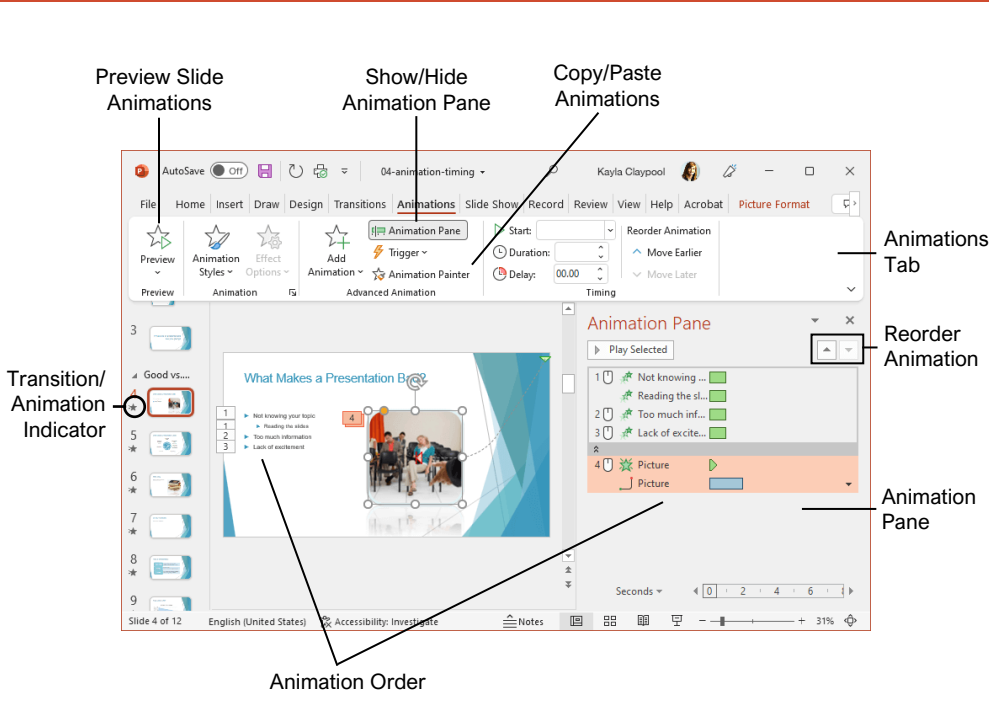 Preview Slide
Animations
Show/Hide
Animation Pane
Copy/Paste
Animations
AutoSave Off 04-animation-timing Kayla Claypool
File Home Insert Draw Design Transitions Animations Slide Show Record Review View Help Acrobat Picture Format
Preview
Animation
Styles
Effect
Options
Add
Animation
Animation Pane
Trigger
Animation Painter
Start:
Duration:
Delay: 00.00
Reorder Animation
Move Earlier
Move Later
Preview Animation Advanced Animation Timing
Animations
Tab
Reorder
Animation
Transition/
Animation
Indicator
3
Good vs....
4
5
6
7
8
9
What Makes a Presentation
1 Not knowing your topic
1 Reading the slides
2 Too much information
3 Lack of excitement
4
Animation Pane
Play Selected
1 Not knowing ...
Reading the sl...
2 Too much inf...
3 Lack of excite...
4 Picture
Picture
Seconds 0 2 4 6
Animation
Pane
Slide 4 of 12 English (United States) Accessibility: Investigate Notes 31%
Animation Order